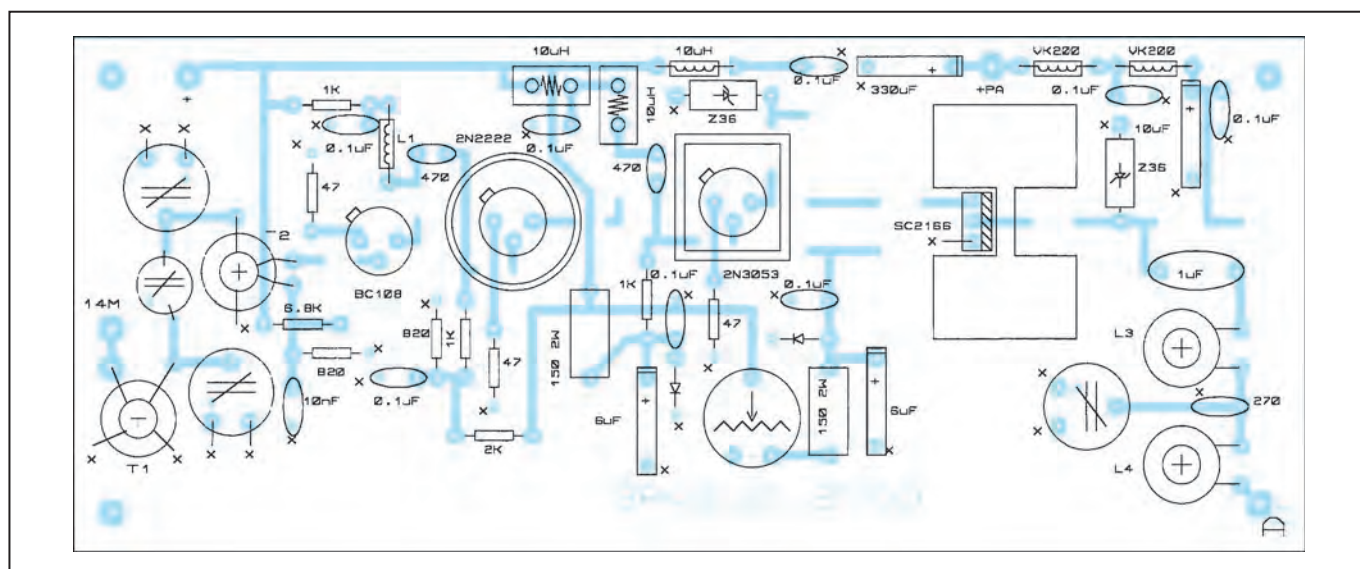 10uH
10uH
VK200
VK200
x
0.1uF
+
330uF
x
+PA
0.1uF
x
1K
+
x
0.1uF
L1
2N2222
0.1uF
x
10uH
x
Z36
10uF
+
0.1uF
x
x
x
x
470
470
x
Z36
x
47
x
SC2166
x
T2
BC108
2N3053
0.1uF
1K
x
x
0.1uF
1uF
14M
6.8K
x
x
820
1K
47
150 2W
47
x
L3
820
x
x
0.1uF
x
10nF
x
6uF
+
x
150 2W
+
6uF
x
x
270
x
T1
x
x
x
x
x
2K
x
x
L4